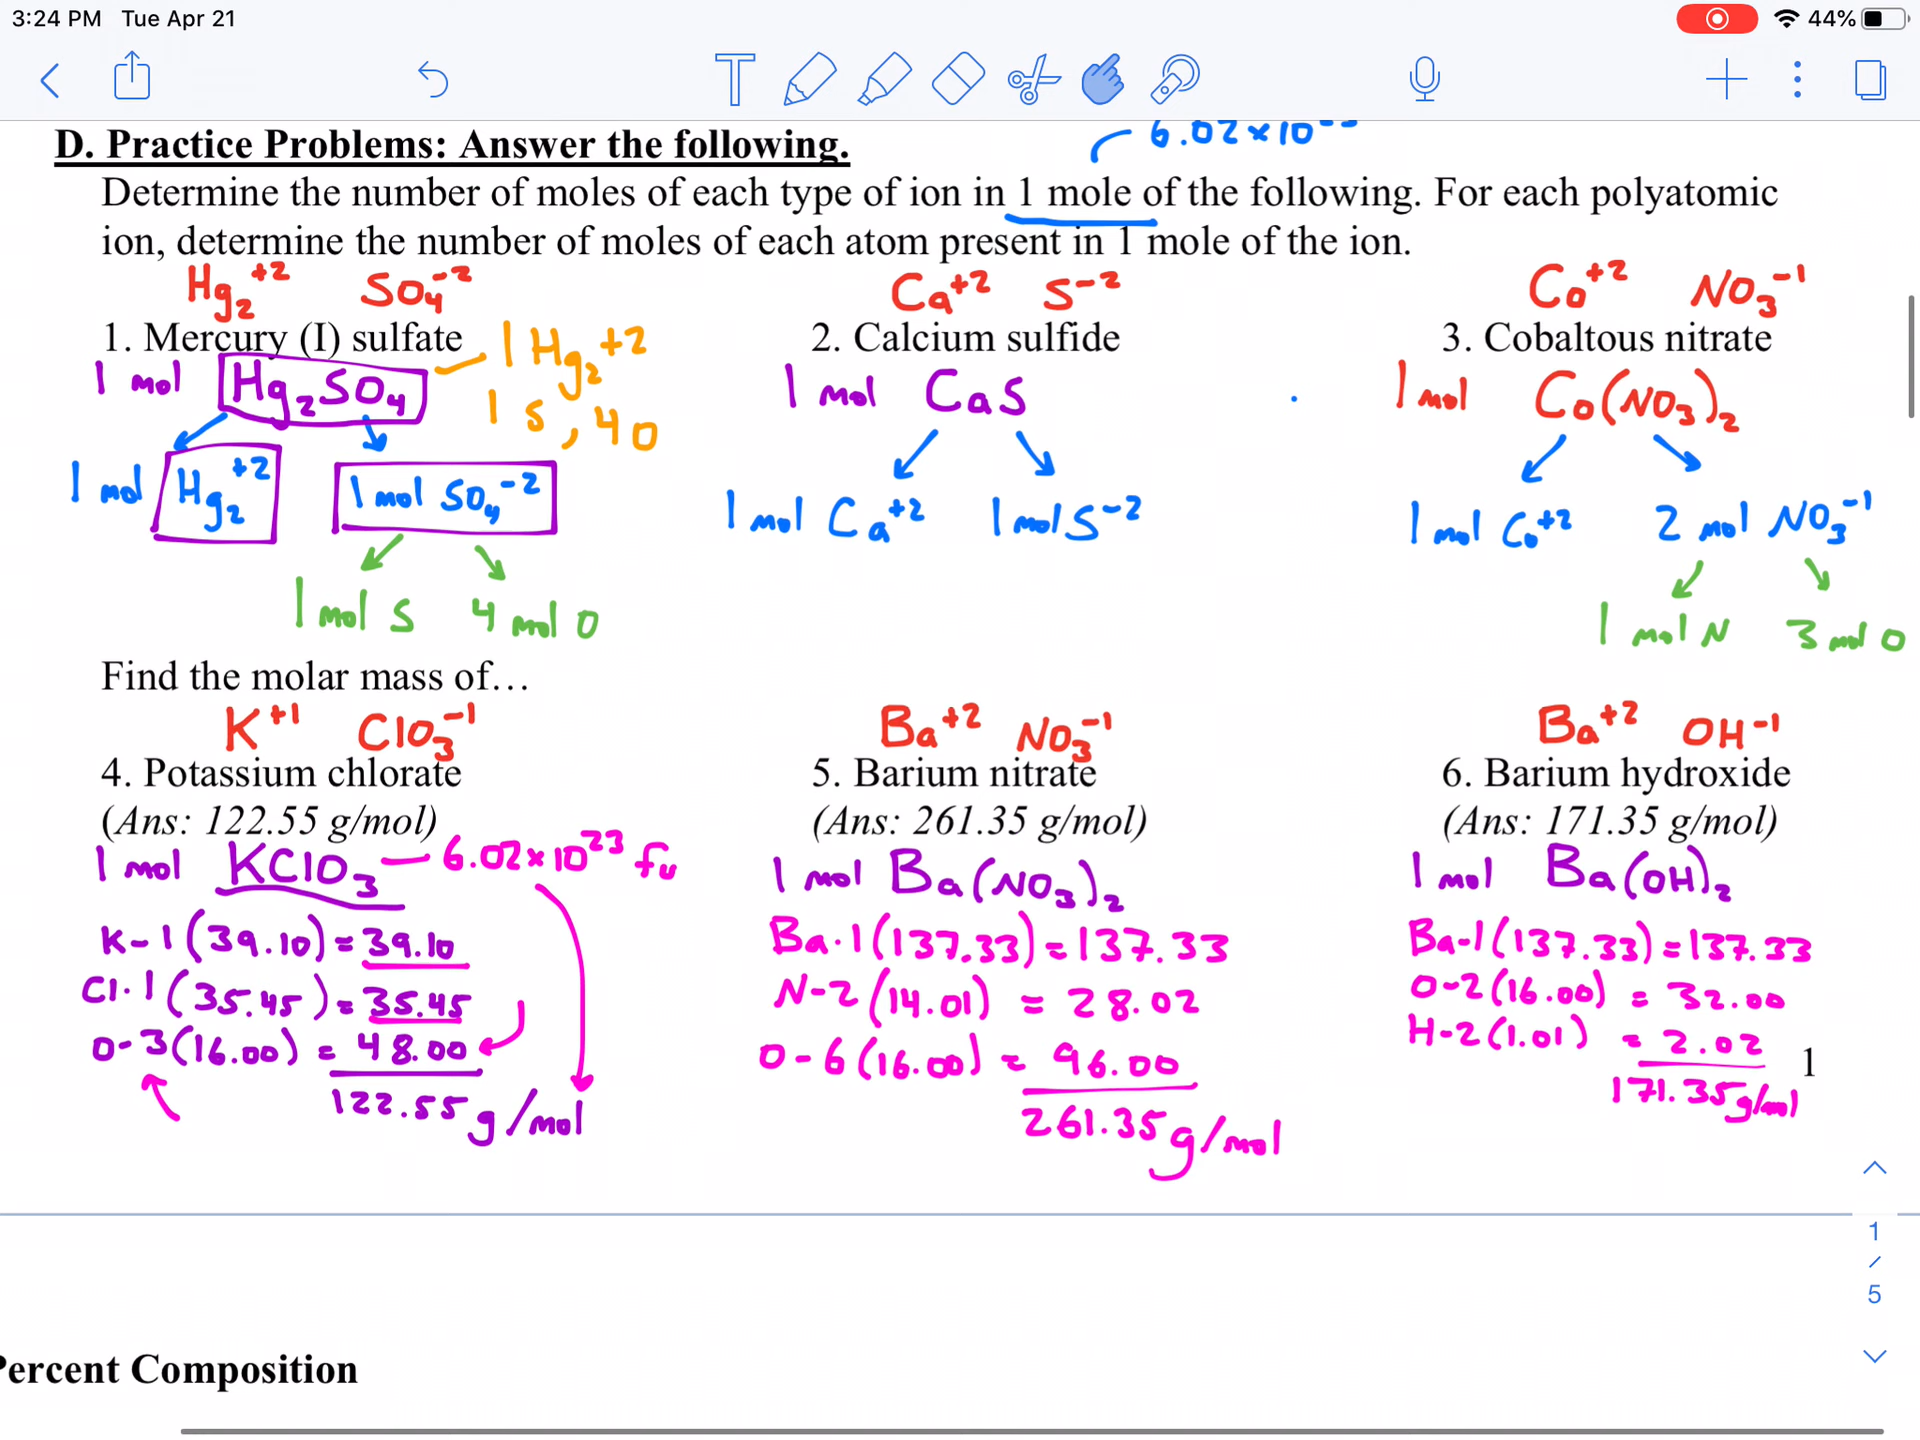 3:24 PM Tue Apr 21 44%
6.02×10
D. Practice Problems: Answer the following.
Determine the number of moles of each type of ion in 1 mole of the following. For each polyatomic
ion, determine the number of moles of each atom present in 1 mole of the ion.
Hg₂⁺² SO₄⁻²
1. Mercury (I) sulfate
1 mol Hg₂SO₄
1 Hg₂⁺²
1 S, 4 O
1 mol Hg₂⁺² 1 mol SO₄⁻²
1 mol S 4 mol O
Ca⁺² S⁻²
2. Calcium sulfide
1 mol CaS
1 mol Ca⁺² 1 mol S⁻²
Co⁺² NO₃⁻¹
3. Cobaltous nitrate
1 mol Co(NO₃)₂
1 mol Co⁺² 2 mol NO₃⁻¹
1 mol N 3 mol O
Find the molar mass of…
K⁺¹ ClO₃⁻¹
4. Potassium chlorate
(Ans: 122.55 g/mol)
1 mol KClO₃ — 6.02×10²³ fu
K-1(39.10)=39.10
Cl-1(35.45)=35.45
O-3(16.00)=48.00
122.55 g/mol
Ba⁺² NO₃⁻¹
5. Barium nitrate
(Ans: 261.35 g/mol)
1 mol Ba(NO₃)₂
Ba-1(137.33)=137.33
N-2(14.01)=28.02
O-6(16.00)=96.00
261.35 g/mol
Ba⁺² OH⁻¹
6. Barium hydroxide
(Ans: 171.35 g/mol)
1 mol Ba(OH)₂
Ba-1(137.33)=137.33
O-2(16.00)=32.00
H-2(1.01)=2.02
171.35 g/mol
1
1
/
5
Percent Composition